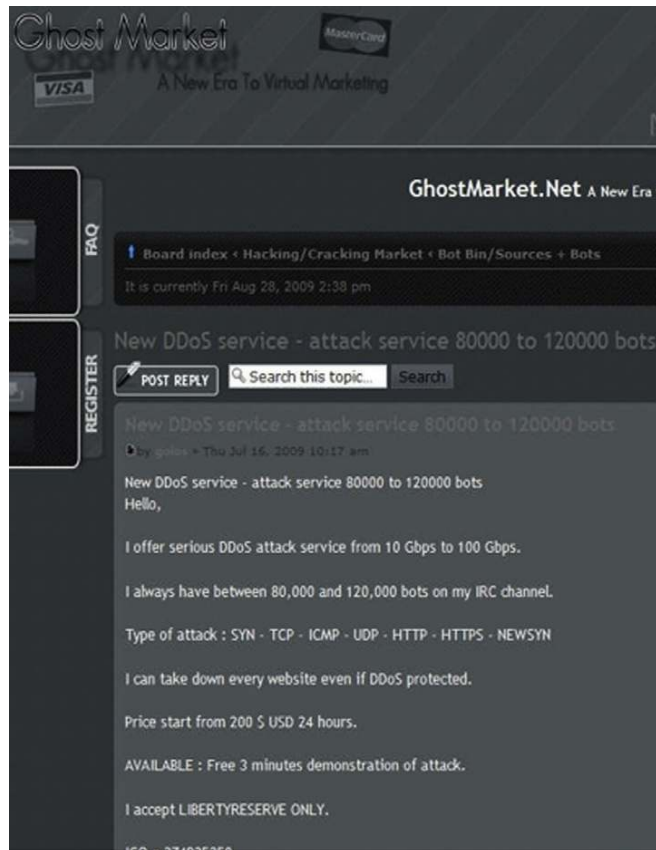 Ghost Market
MasterCard
VISA
A New Era To Virtual Marketing
GhostMarket.Net A New Era
FAQ
Board index ‹ Hacking/Cracking Market ‹ Bot Bin/Sources + Bots
It is currently Fri Aug 28, 2009 2:38 pm
New DDoS service - attack service 80000 to 120000 bots
REGISTER
POST REPLY
Search this topic...
Search
New DDoS service - attack service 80000 to 120000 bots
by golos » Thu Jul 16, 2009 10:17 am
New DDoS service - attack service 80000 to 120000 bots
Hello,
I offer serious DDoS attack service from 10 Gbps to 100 Gbps.
I always have between 80,000 and 120,000 bots on my IRC channel.
Type of attack : SYN - TCP - ICMP - UDP - HTTP - HTTPS - NEWSYN
I can take down every website even if DDoS protected.
Price start from 200 $ USD 24 hours.
AVAILABLE : Free 3 minutes demonstration of attack.
I accept LIBERTYRESERVE ONLY.